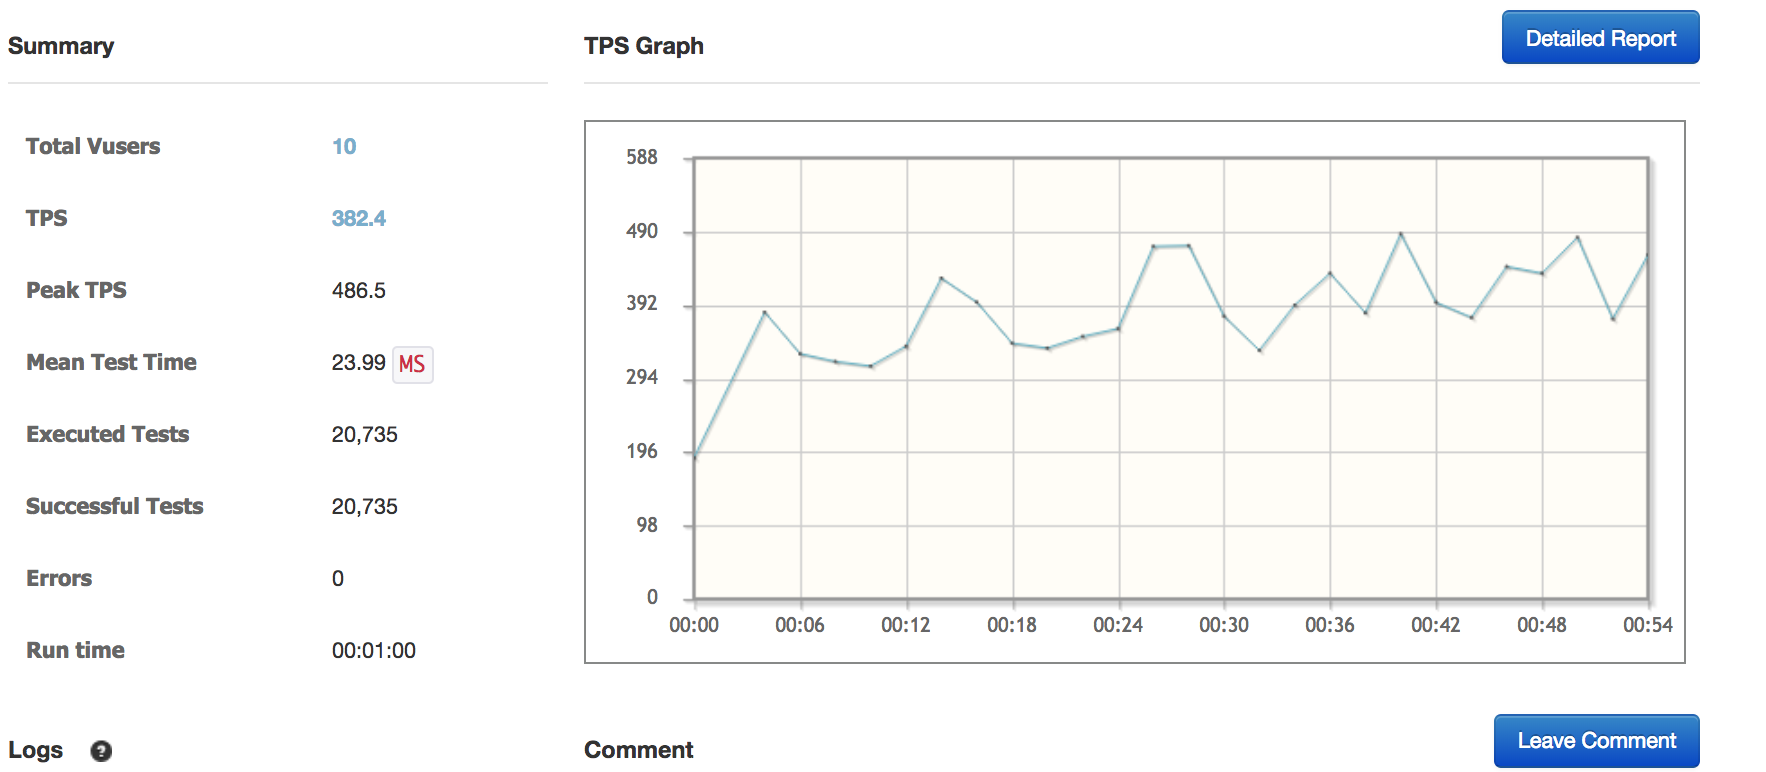 Summary
Total Vusers 10
TPS 382.4
Peak TPS 486.5
Mean Test Time 23.99 MS
Executed Tests 20,735
Successful Tests 20,735
Errors 0
Run time 00:01:00
Logs ?
TPS Graph
Detailed Report
588
490
392
294
196
98
0
00:00 00:06 00:12 00:18 00:24 00:30 00:36 00:42 00:48 00:54
Comment
Leave Comment